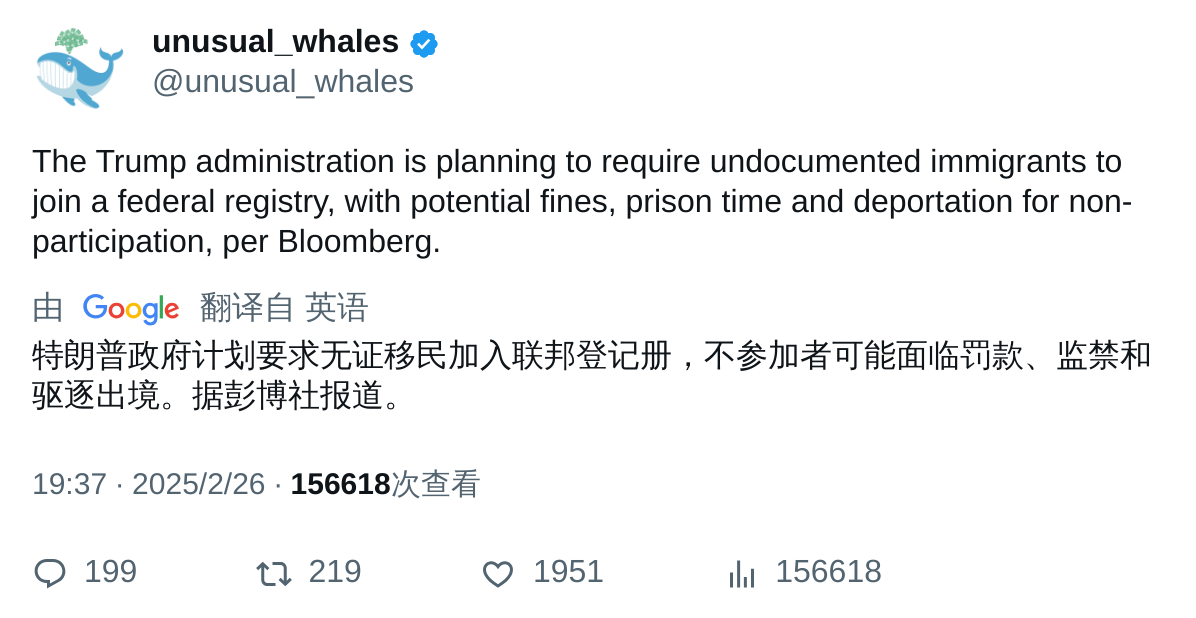 unusual_whales
@unusual_whales
The Trump administration is planning to require undocumented immigrants to
join a federal registry, with potential fines, prison time and deportation for non-
participation, per Bloomberg.
由 Google 翻译自 英语
特朗普政府计划要求无证移民加入联邦登记册，不参加者可能面临罚款、监禁和
驱逐出境。据彭博社报道。
19:37 · 2025/2/26 · 156618次查看
199 219 1951 156618